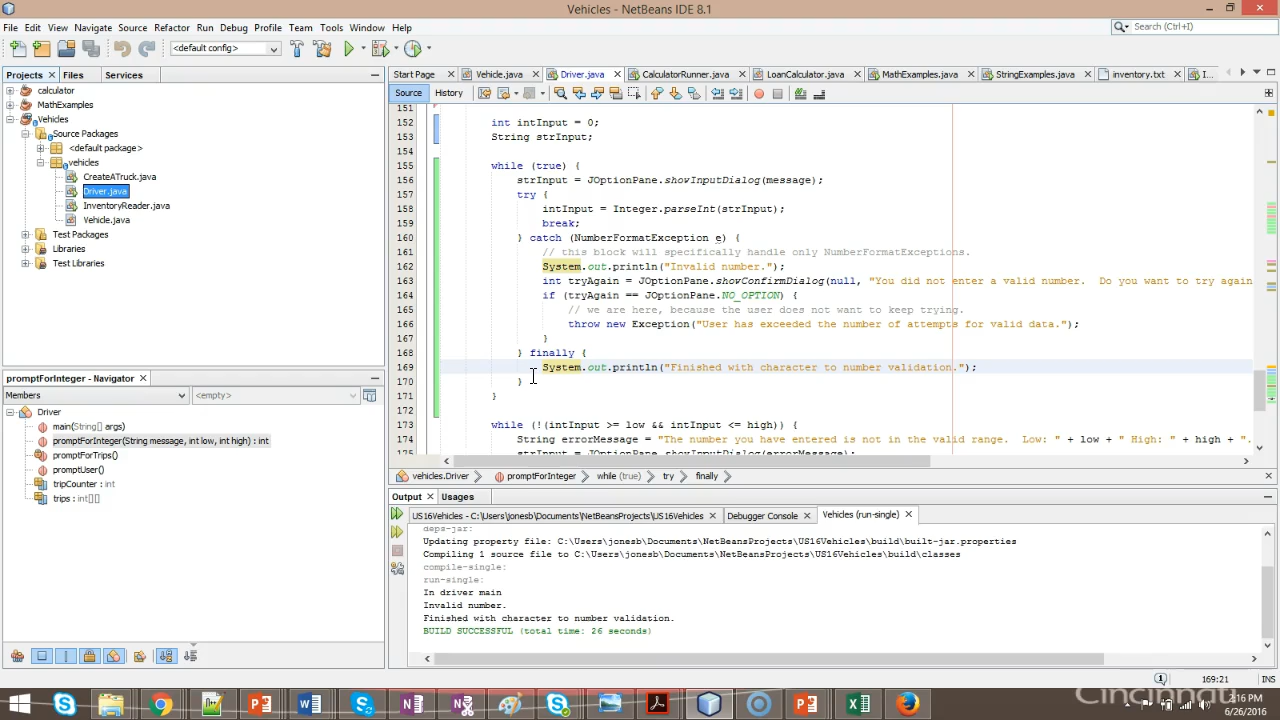 Vehicles - NetBeans IDE 8.1
File Edit View Navigate Source Refactor Run Debug Profile Team Tools Window Help
Search (Ctrl+I)
<default config>
Projects Files Services
Start Page Vehicle.java Driver.java CalculatorRunner.java LoanCalculator.java MathExamples.java StringExamples.java inventory.txt I...
Source History
calculator
MathExamples
Vehicles
Source Packages
<default package>
vehicles
CreateATruck.java
Driver.java
InventoryReader.java
Vehicle.java
Test Packages
Libraries
Test Libraries
151
152 int intInput = 0;
153 String strInput;
154
155 while (true) {
156 strInput = JOptionPane.showInputDialog(message);
157 try {
158 intInput = Integer.parseInt(strInput);
159 break;
160 } catch (NumberFormatException e) {
161 // this block will specifically handle only NumberFormatExceptions.
162 System.out.println("Invalid number.");
163 int tryAgain = JOptionPane.showConfirmDialog(null, "You did not enter a valid number.  Do you want to try again
164 if (tryAgain == JOptionPane.NO_OPTION) {
165 // we are here, because the user does not want to keep trying.
166 throw new Exception("User has exceeded the number of attempts for valid data.");
167 }
168 } finally {
169 System.out.println("Finished with character to number validation.");
170 }
171 }
172
173 while (!(intInput >= low && intInput <= high)) {
174 String errorMessage = "The number you have entered is not in the valid range.  Low: " + low + " High: " + high + ".
175 strInput = JOptionPane.showInputDialog(errorMessage);
promptForInteger - Navigator
Members <empty>
Driver
main(String[] args)
promptForInteger(String message, int low, int high) : int
promptForTrips()
promptUser()
tripCounter : int
trips : int[][]
vehicles.Driver promptForInteger while (true) try finally
Output Usages
US16Vehicles - C:\Users\jonesb\Documents\NetBeansProjects\US16Vehicles Debugger Console Vehicles (run-single)
deps-jar:
Updating property file: C:\Users\jonesb\Documents\NetBeansProjects\US16Vehicles\build\built-jar.properties
Compiling 1 source file to C:\Users\jonesb\Documents\NetBeansProjects\US16Vehicles\build\classes
compile-single:
run-single:
In driver main
Invalid number.
Finished with character to number validation.
BUILD SUCCESSFUL (total time: 26 seconds)
1 169:21 INS
Cincinnati
2:16 PM
6/26/2016